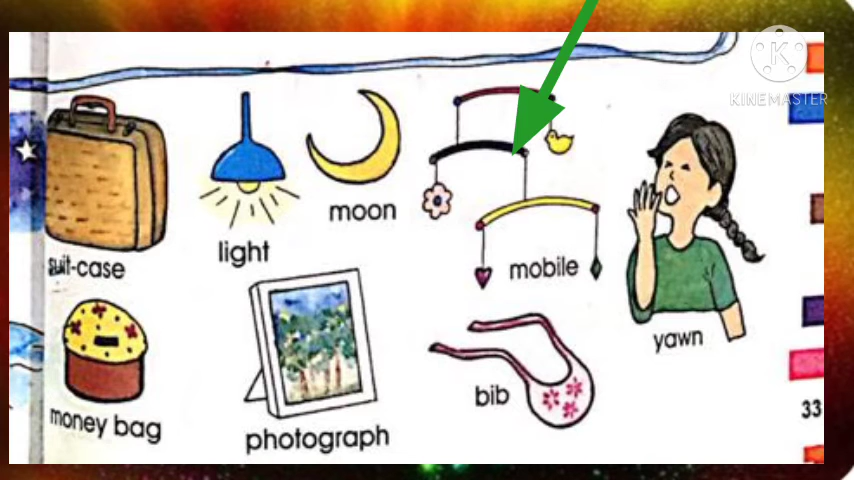 KINEMASTER
moon
light
suit-case
mobile
yawn
bib
money bag
photograph
33